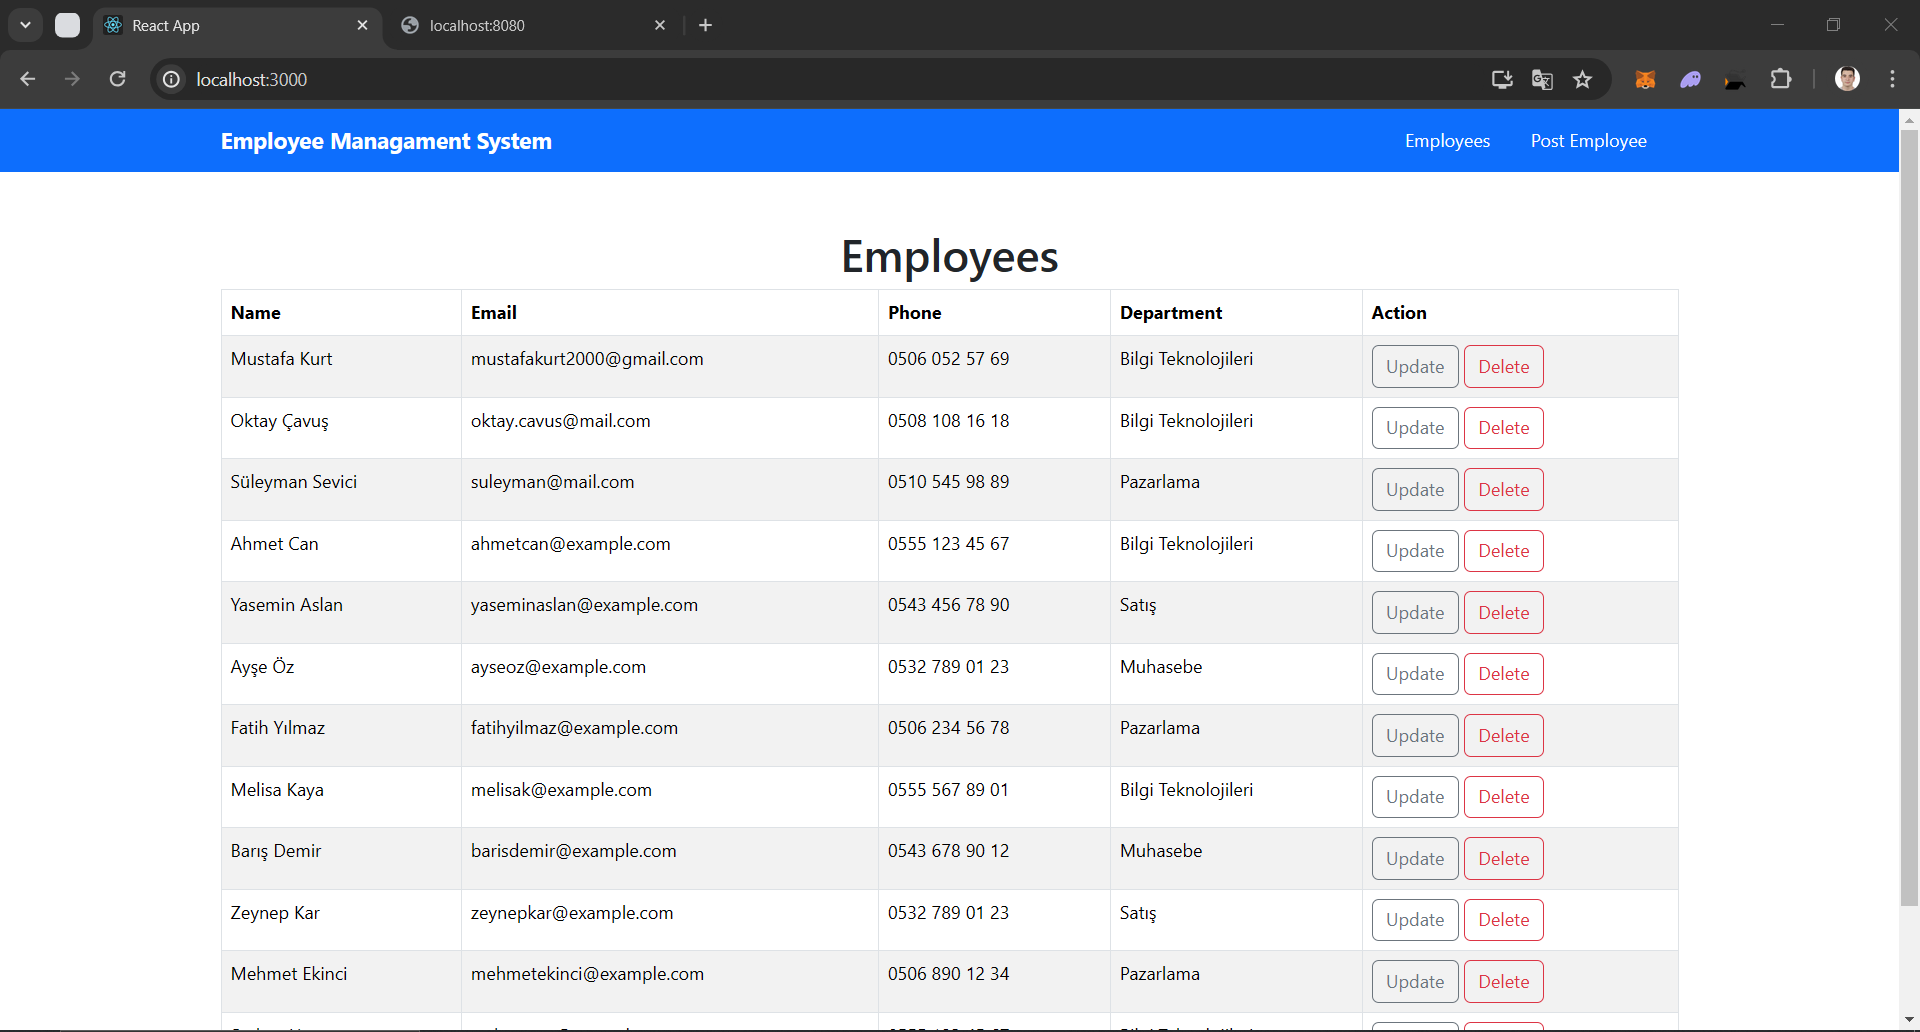 React App
localhost:8080
localhost:3000
Employee Managament System
Employees
Post Employee
Employees
Name Email Phone Department Action
Mustafa Kurt mustafakurt2000@gmail.com 0506 052 57 69 Bilgi Teknolojileri Update Delete
Oktay Çavuş oktay.cavus@mail.com 0508 108 16 18 Bilgi Teknolojileri Update Delete
Süleyman Sevici suleyman@mail.com 0510 545 98 89 Pazarlama Update Delete
Ahmet Can ahmetcan@example.com 0555 123 45 67 Bilgi Teknolojileri Update Delete
Yasemin Aslan yaseminaslan@example.com 0543 456 78 90 Satış Update Delete
Ayşe Öz ayseoz@example.com 0532 789 01 23 Muhasebe Update Delete
Fatih Yılmaz fatihyilmaz@example.com 0506 234 56 78 Pazarlama Update Delete
Melisa Kaya melisak@example.com 0555 567 89 01 Bilgi Teknolojileri Update Delete
Barış Demir barisdemir@example.com 0543 678 90 12 Muhasebe Update Delete
Zeynep Kar zeynepkar@example.com 0532 789 01 23 Satış Update Delete
Mehmet Ekinci mehmetekinci@example.com 0506 890 12 34 Pazarlama Update Delete